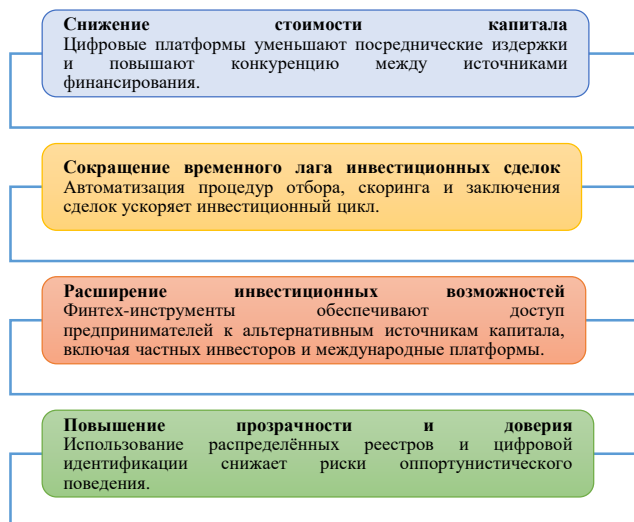 Снижение стоимости капитала
Цифровые платформы уменьшают посреднические издержки
и повышают конкуренцию между источниками
финансирования.
Сокращение временного лага инвестиционных сделок
Автоматизация процедур отбора, скоринга и заключения
сделок ускоряет инвестиционный цикл.
Расширение инвестиционных возможностей
Финтех-инструменты обеспечивают доступ
предпринимателей к альтернативным источникам капитала,
включая частных инвесторов и международные платформы.
Повышение прозрачности и доверия
Использование распределённых реестров и цифровой
идентификации снижает риски оппортунистического
поведения.